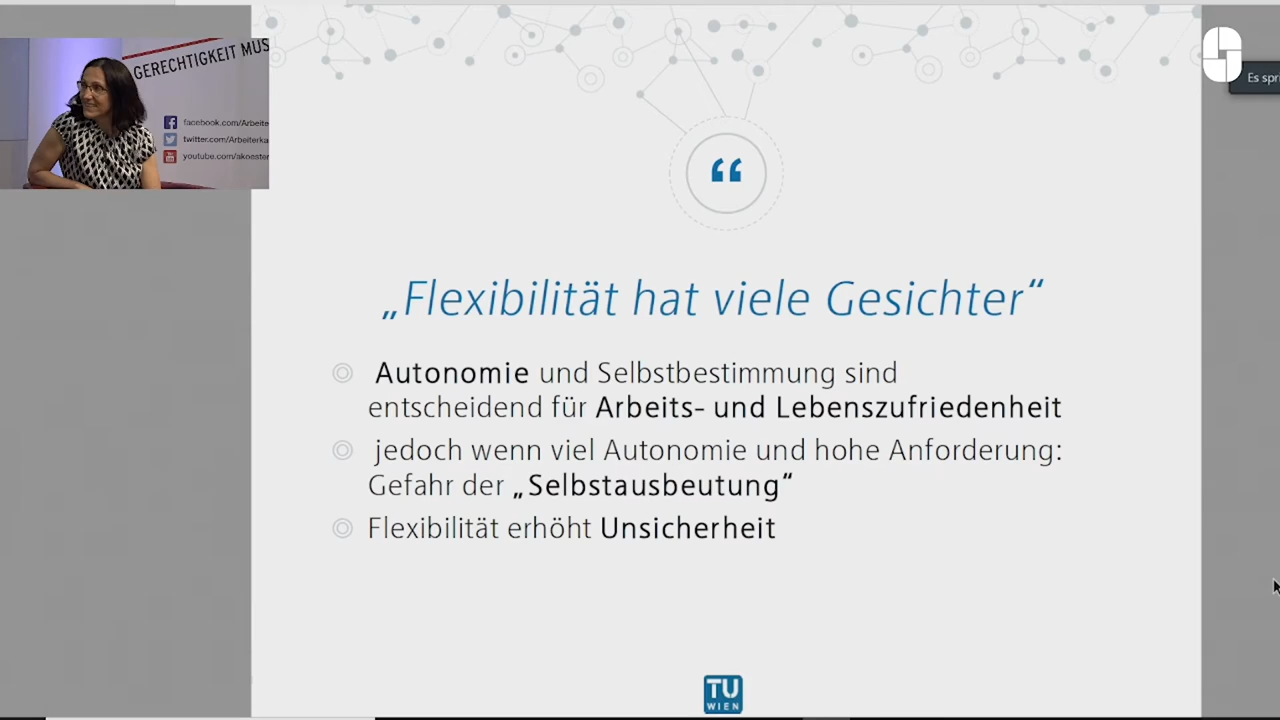 GERECHTIGKEIT MUS
facebook.com/Arbeite
twitter.com/Arbeiterka
youtube.com/akoester
Es spri
“
„Flexibilität hat viele Gesichter“
Autonomie und Selbstbestimmung sind
entscheidend für Arbeits- und Lebenszufriedenheit
jedoch wenn viel Autonomie und hohe Anforderung:
Gefahr der „Selbstausbeutung“
Flexibilität erhöht Unsicherheit
TU
WIEN